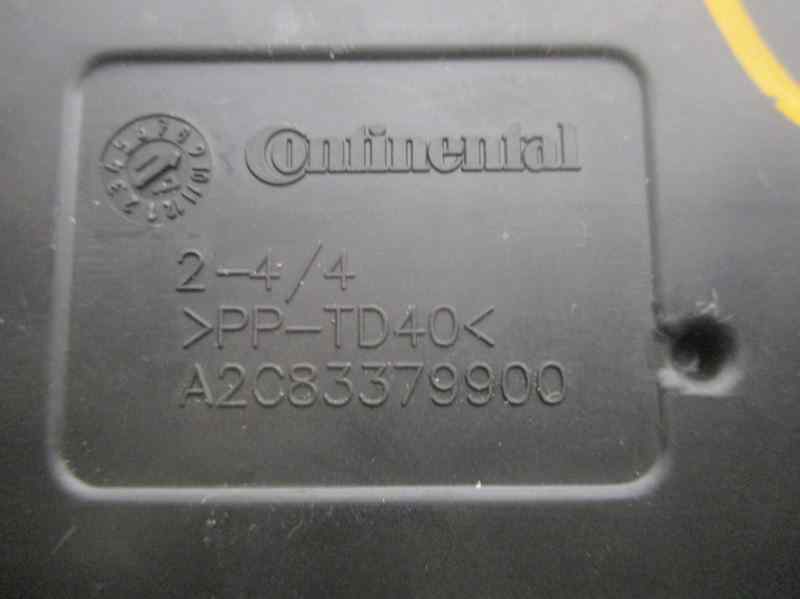 Continental
2-4/4
>PP-TD40<
A2C83379900